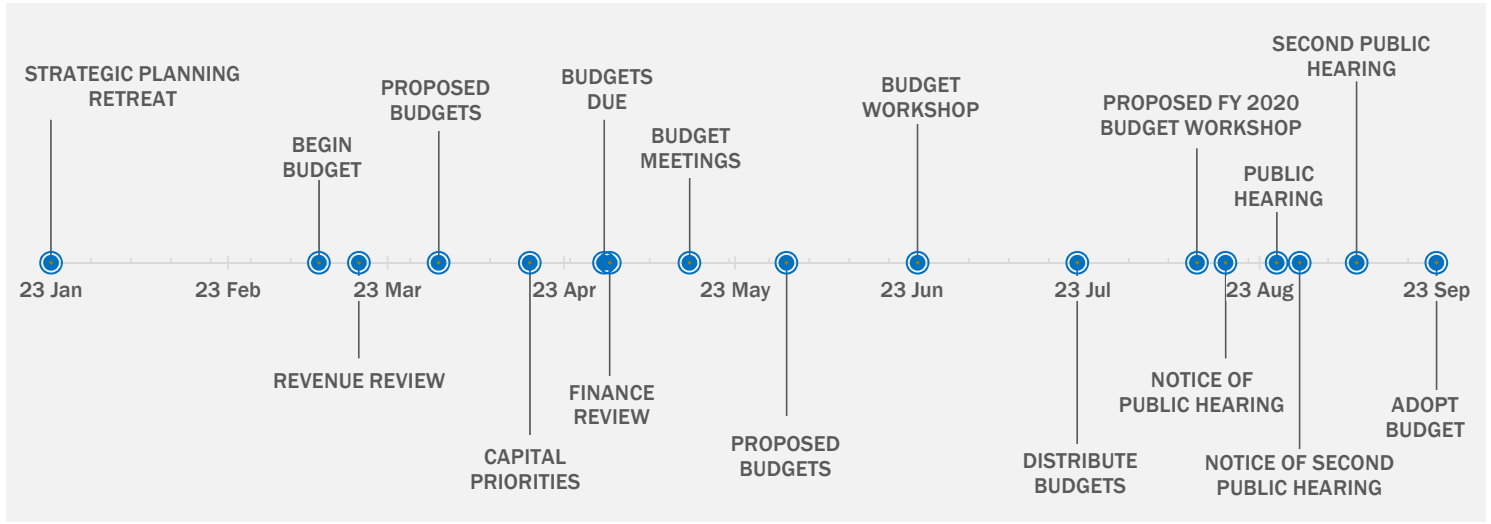 STRATEGIC PLANNING
RETREAT
BEGIN
BUDGET
PROPOSED
BUDGETS
BUDGETS
DUE
BUDGET
MEETINGS
BUDGET
WORKSHOP
PROPOSED FY 2020
BUDGET WORKSHOP
PUBLIC
HEARING
SECOND PUBLIC
HEARING
23 Jan
23 Feb
23 Mar
23 Apr
23 May
23 Jun
23 Jul
23 Aug
23 Sep
REVENUE REVIEW
CAPITAL
PRIORITIES
FINANCE
REVIEW
PROPOSED
BUDGETS
DISTRIBUTE
BUDGETS
NOTICE OF
PUBLIC HEARING
NOTICE OF SECOND
PUBLIC HEARING
ADOPT
BUDGET